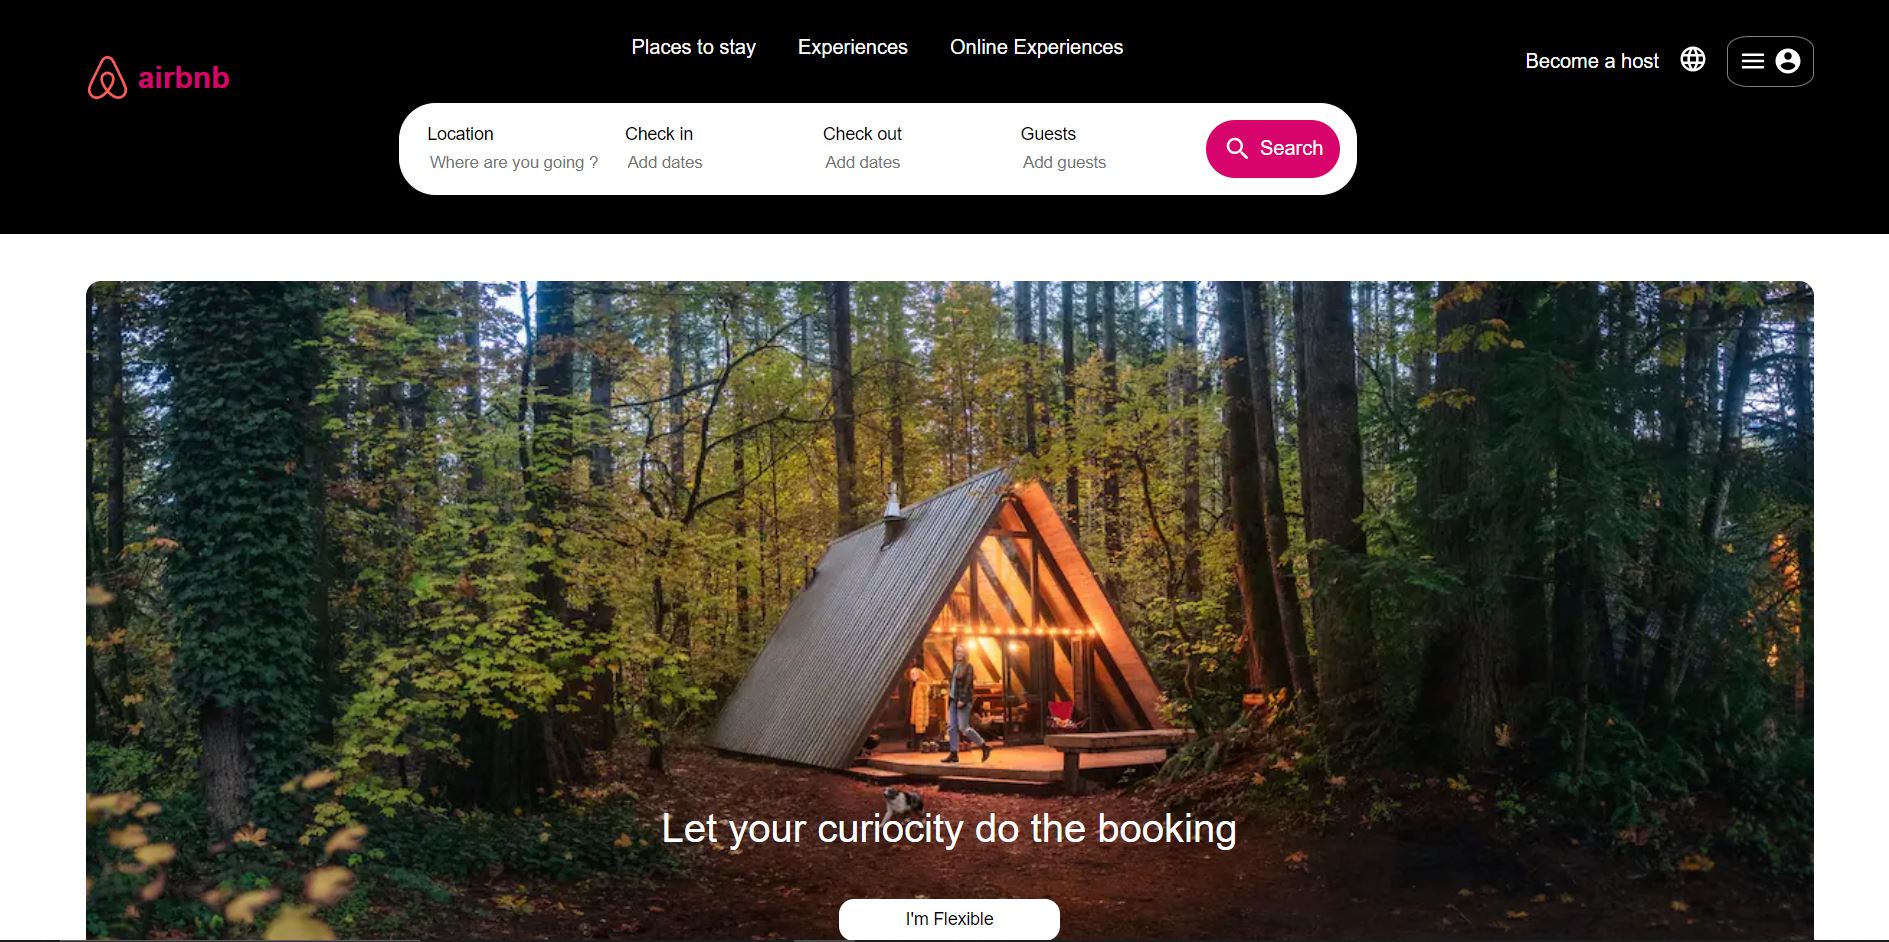 Places to stay Experiences Online Experiences
Become a host
airbnb
Location Check in Check out Guests
Where are you going ? Add dates Add dates Add guests
Search
Let your curiocity do the booking
I'm Flexible